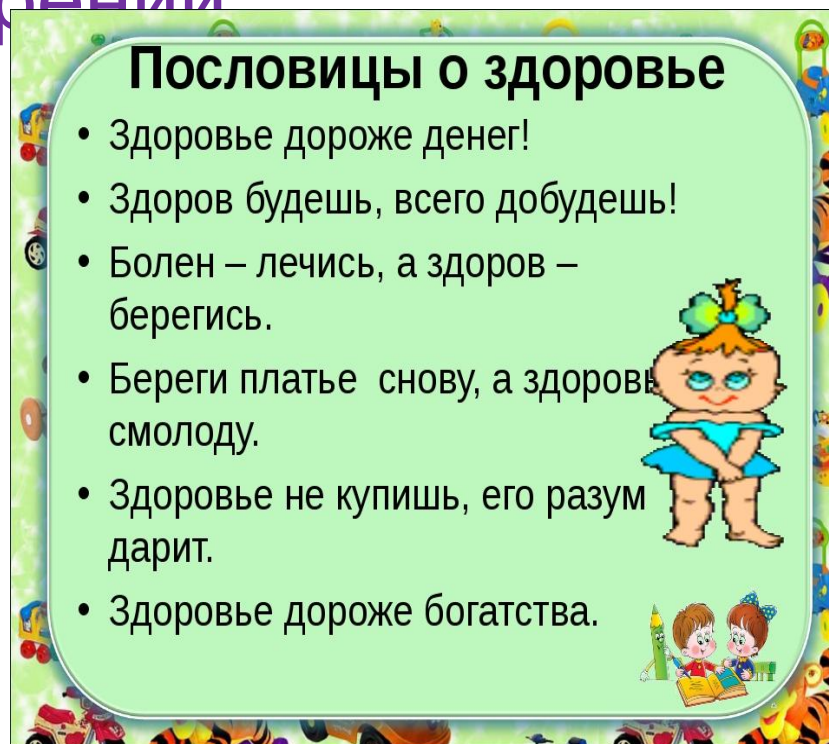 Пословицы о здоровье
• Здоровье дороже денег!
• Здоров будешь, всего добудешь!
• Болен – лечись, а здоров –
берегись.
• Береги платье  снову, а
смолоду.
• Здоровье не купишь, его разум
дарит.
• Здоровье дороже богатства.